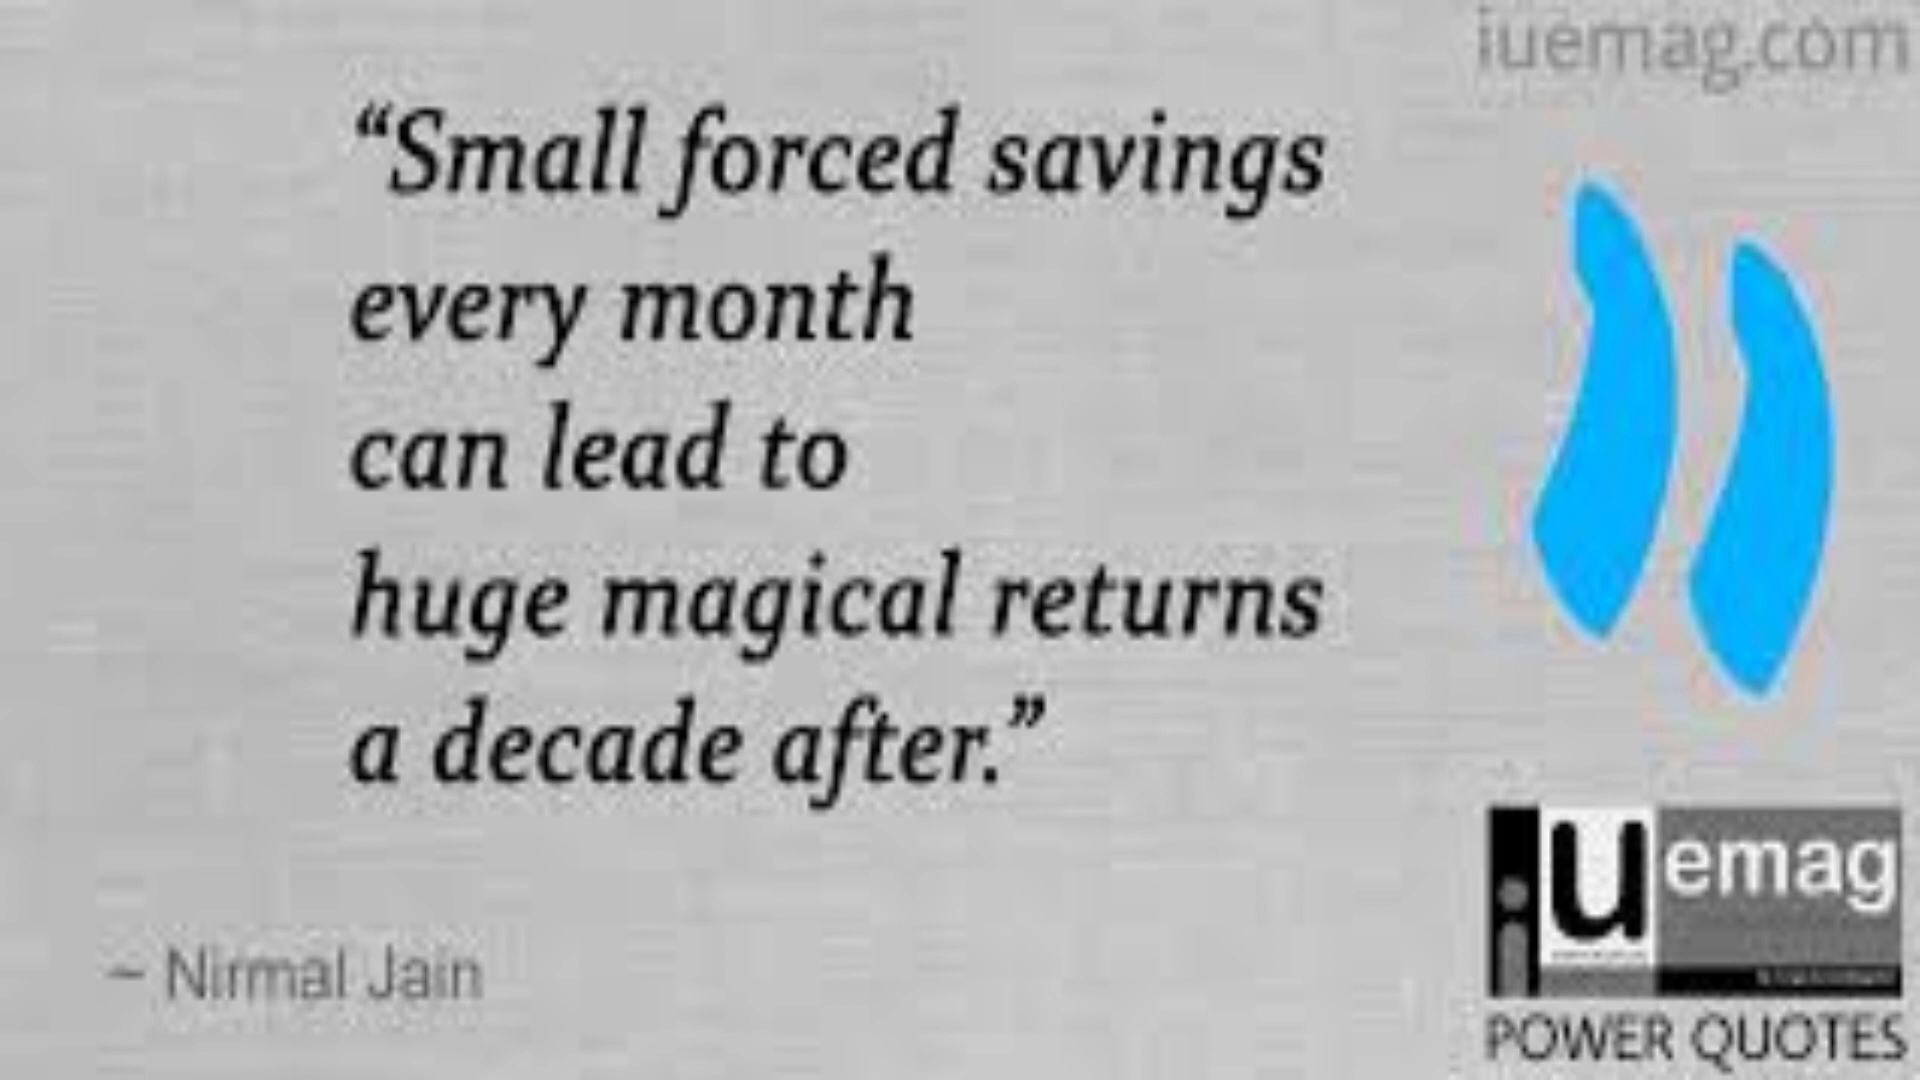 iuemag.com
“Small forced savings
every month
can lead to
huge magical returns
a decade after.”
~ Nirmal Jain
iuemag
POWER QUOTES